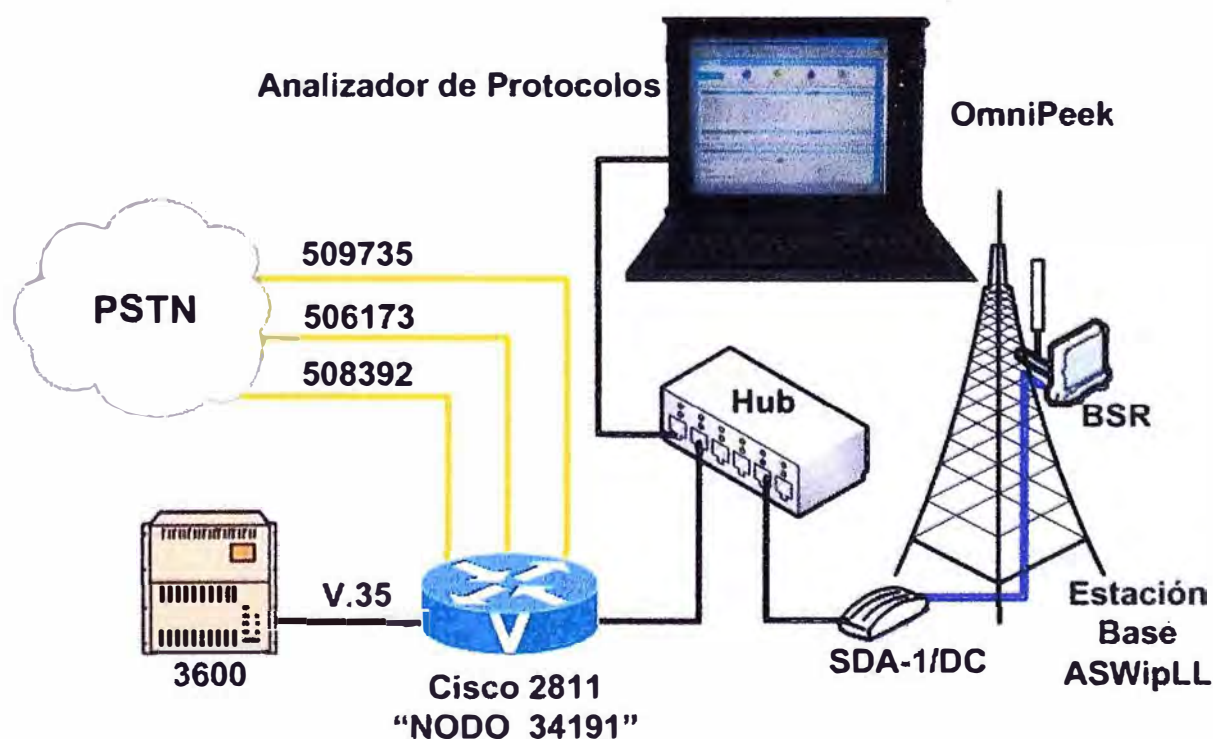 Analizador de Protocolos
OmniPeek
PSTN
509735
506173
508392
Hub
BSR
V.35
V
3600
Cisco 2811
“NODO 34191”
SDA-1/DC
Estación
Base
ASWipLL